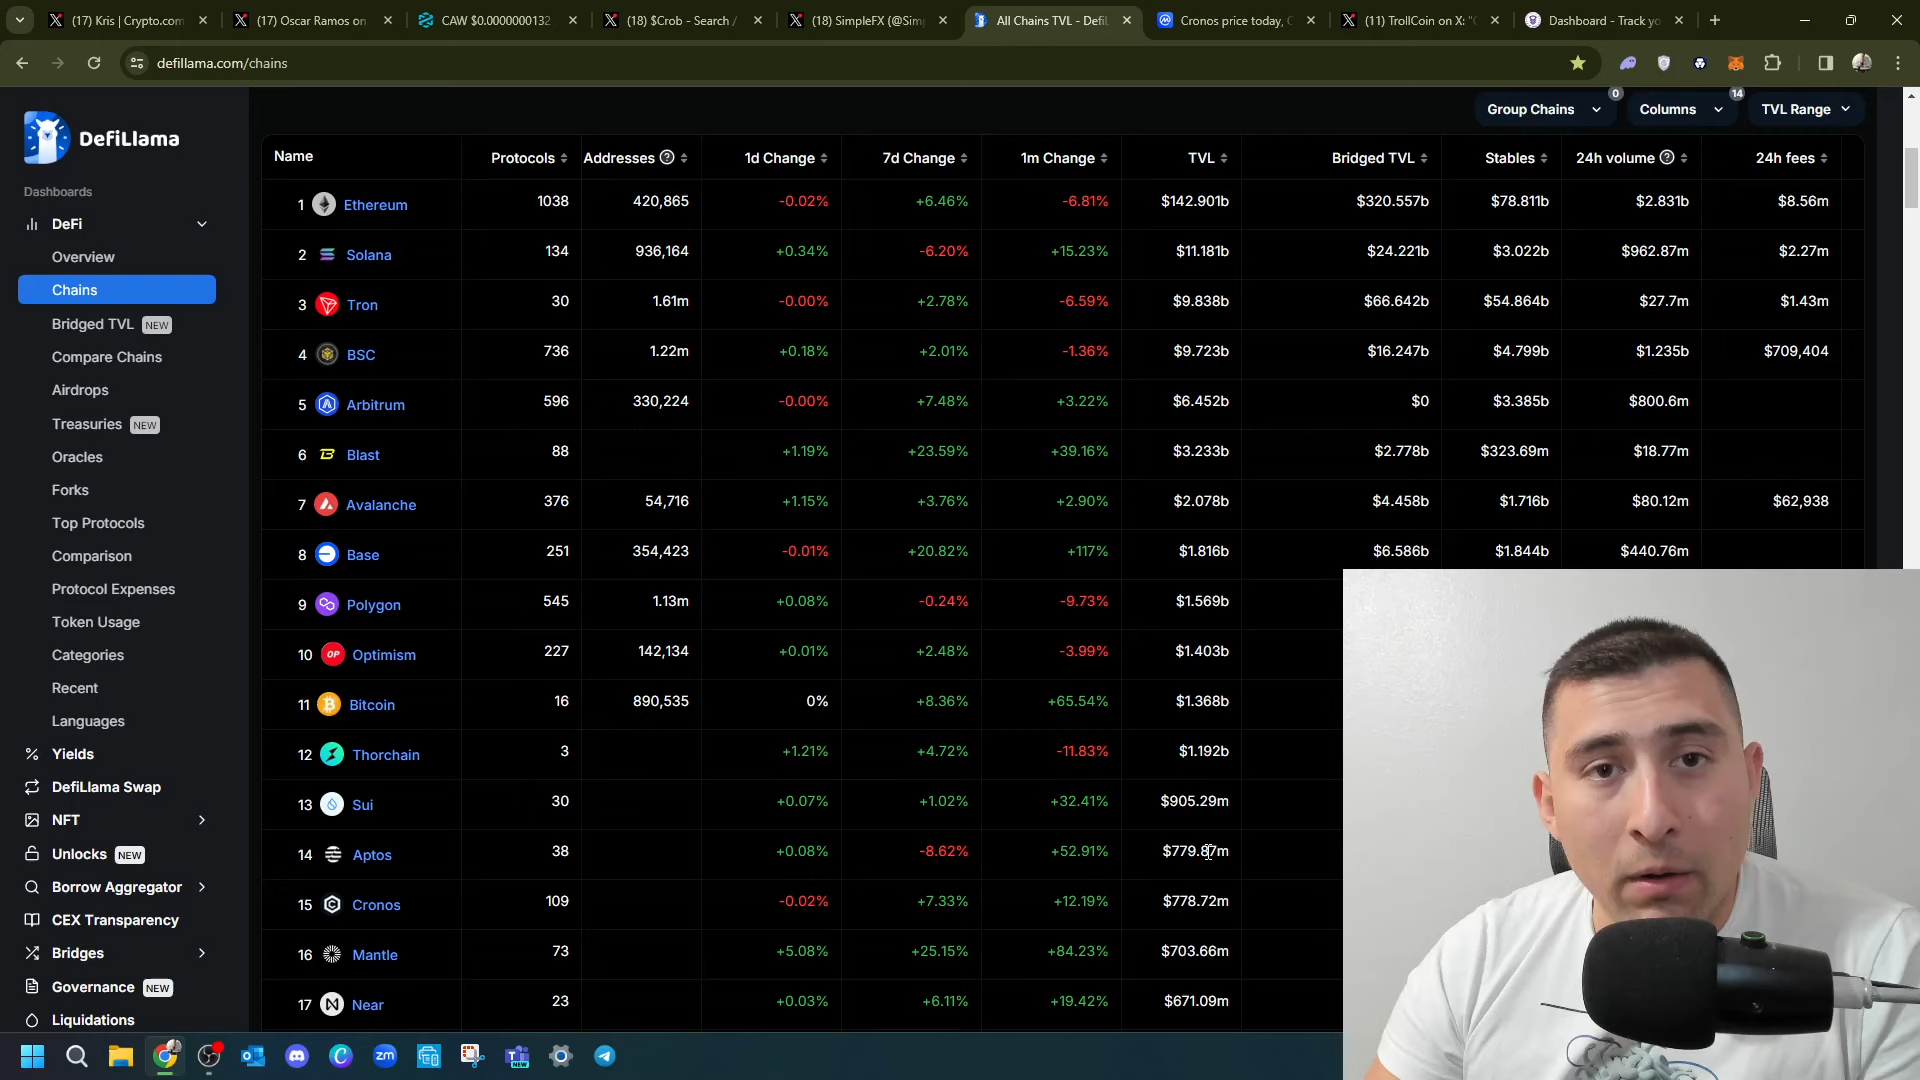 (17) Kris | Crypto.com
(17) Oscar Ramos on
CAW $0.0000000132
(18) $Crob - Search /
(18) SimpleFX (@Simp
All Chains TVL - DefiL
Cronos price today, C
(11) TrollCoin on X: "C
Dashboard - Track yo
defillama.com/chains
DefiLlama
Dashboards
DeFi
Overview
Chains
Bridged TVL NEW
Compare Chains
Airdrops
Treasuries NEW
Oracles
Forks
Top Protocols
Comparison
Protocol Expenses
Token Usage
Categories
Recent
Languages
Yields
DefiLlama Swap
NFT
Unlocks NEW
Borrow Aggregator
CEX Transparency
Bridges
Governance NEW
Liquidations
Group Chains 0 Columns 14 TVL Range
Name Protocols Addresses 1d Change 7d Change 1m Change TVL Bridged TVL Stables 24h volume 24h fees
1 Ethereum 1038 420,865 -0.02% +6.46% -6.81% $142.901b $320.557b $78.811b $2.831b $8.56m
2 Solana 134 936,164 +0.34% -6.20% +15.23% $11.181b $24.221b $3.022b $962.87m $2.27m
3 Tron 30 1.61m -0.00% +2.78% -6.59% $9.838b $66.642b $54.864b $27.7m $1.43m
4 BSC 736 1.22m +0.18% +2.01% -1.36% $9.723b $16.247b $4.799b $1.235b $709,404
5 Arbitrum 596 330,224 -0.00% +7.48% +3.22% $6.452b $0 $3.385b $800.6m
6 Blast 88 +1.19% +23.59% +39.16% $3.233b $2.778b $323.69m $18.77m
7 Avalanche 376 54,716 +1.15% +3.76% +2.90% $2.078b $4.458b $1.716b $80.12m $62,938
8 Base 251 354,423 -0.01% +20.82% +117% $1.816b $6.586b $1.844b $440.76m
9 Polygon 545 1.13m +0.08% -0.24% -9.73% $1.569b
10 OP Optimism 227 142,134 +0.01% +2.48% -3.99% $1.403b
11 Bitcoin 16 890,535 0% +8.36% +65.54% $1.368b
12 Thorchain 3 +1.21% +4.72% -11.83% $1.192b
13 Sui 30 +0.07% +1.02% +32.41% $905.29m
14 Aptos 38 +0.08% -8.62% +52.91% $779.87m
15 Cronos 109 -0.02% +7.33% +12.19% $778.72m
16 Mantle 73 +5.08% +25.15% +84.23% $703.66m
17 Near 23 +0.03% +6.11% +19.42% $671.09m